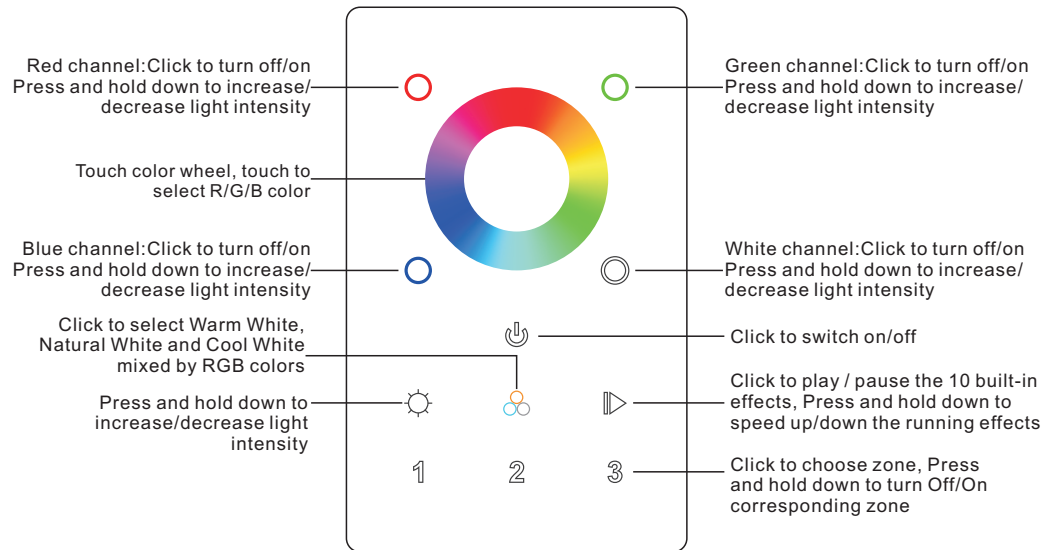 Red channel:Click to turn off/on
Press and hold down to increase/
decrease light intensity
Green channel:Click to turn off/on
Press and hold down to increase/
decrease light intensity
Touch color wheel, touch to
select R/G/B color
Blue channel:Click to turn off/on
Press and hold down to increase/
decrease light intensity
White channel:Click to turn off/on
Press and hold down to increase/
decrease light intensity
Click to select Warm White,
Natural White and Cool White
mixed by RGB colors
Click to switch on/off
Press and hold down to
increase/decrease light
intensity
Click to play / pause the 10 built-in
effects, Press and hold down to
speed up/down the running effects
1 2 3
Click to choose zone, Press
and hold down to turn Off/On
corresponding zone